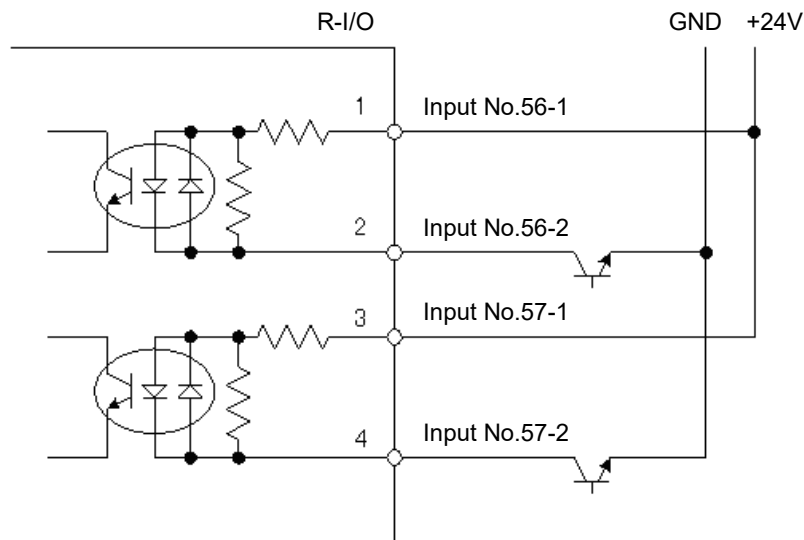 R-I/O GND +24V
1 Input No.56-1
2 Input No.56-2
3 Input No.57-1
4 Input No.57-2